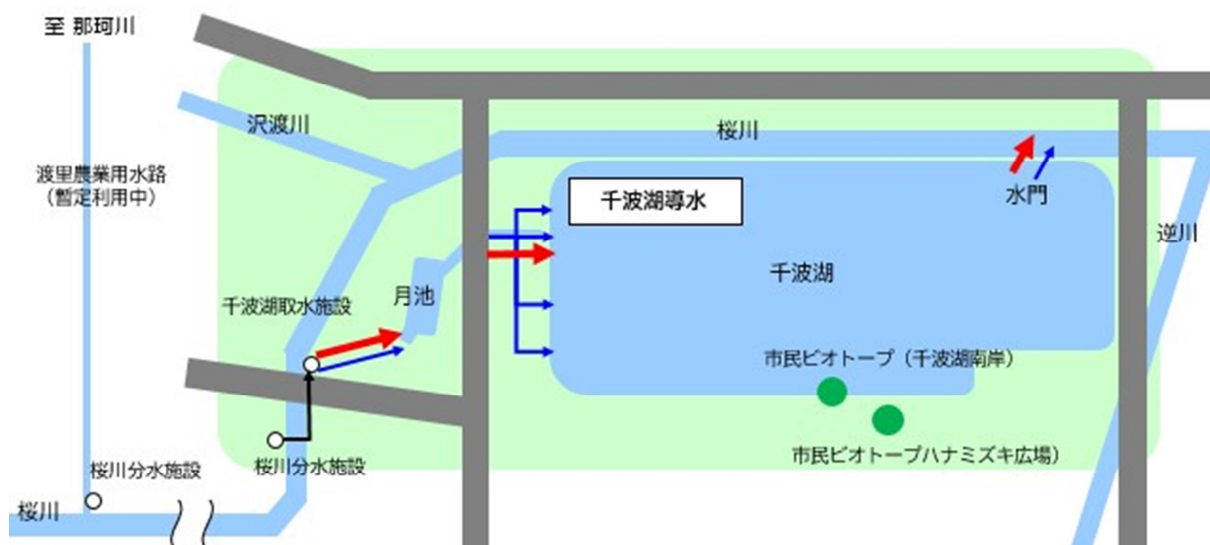 至 那珂川
沢渡川
桜川
渡里農業用水路
（暫定利用中）
千波湖導水
水門
逆川
千波湖
月池
千波湖取水施設
市民ビオトープ（千波湖南岸）
市民ビオトープハナミズキ広場）
桜川分水施設
桜川分水施設
桜川